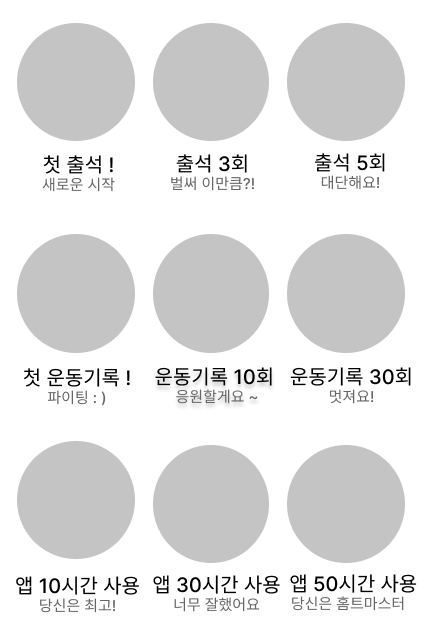 첫 출석 !
새로운 시작
출석 3회
벌써 이만큼?!
출석 5회
대단해요!
첫 운동기록 !
파이팅 : )
운동기록 10회
응원할게요 ~
운동기록 30회
멋져요!
앱 10시간 사용
당신은 최고!
앱 30시간 사용
너무 잘했어요
앱 50시간 사용
당신은 홈트마스터